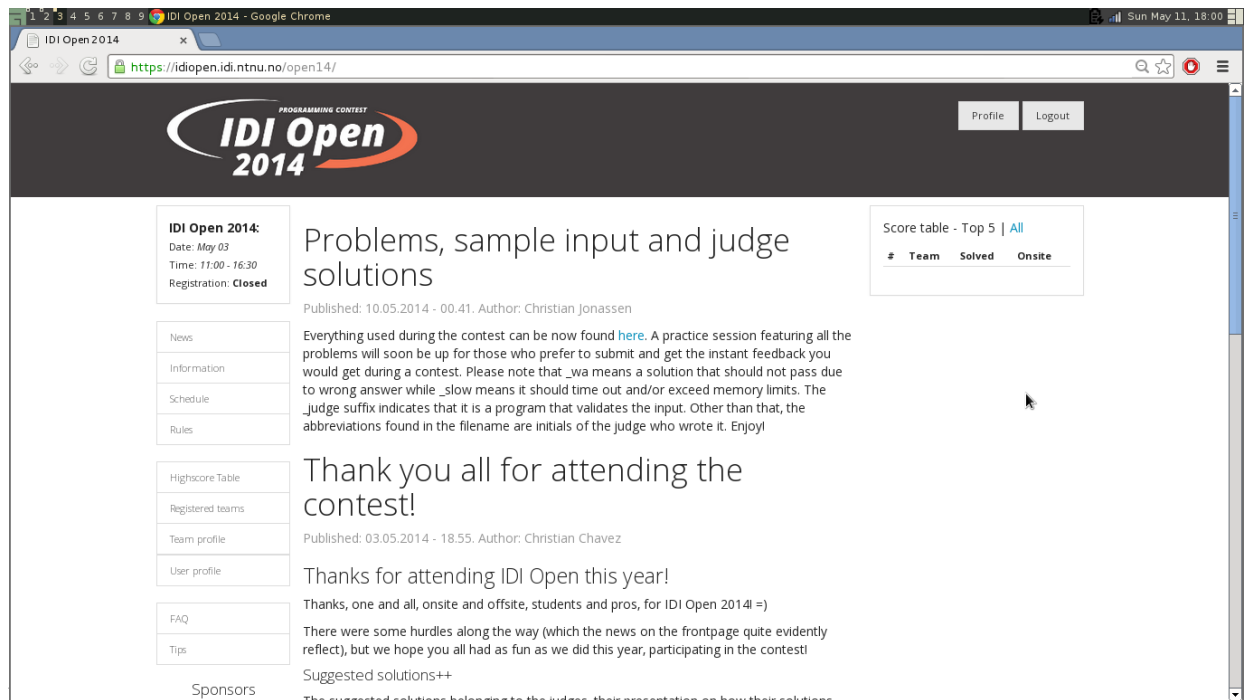 1 2 3 4 5 6 7 8 9 IDI Open 2014 - Google Chrome
Sun May 11, 18:00
IDI Open 2014
https://idiopen.idi.ntnu.no/open14/
PROGRAMMING CONTEST
IDI Open
2014
Profile
Logout
IDI Open 2014:
Date: May 03
Time: 11:00 - 16:30
Registration: Closed
News
Information
Schedule
Rules
Highscore Table
Registered teams
Team profile
User profile
FAQ
Tips
Sponsors
Problems, sample input and judge
solutions
Published: 10.05.2014 - 00.41. Author: Christian Jonassen
Everything used during the contest can be now found here. A practice session featuring all the
problems will soon be up for those who prefer to submit and get the instant feedback you
would get during a contest. Please note that _wa means a solution that should not pass due
to wrong answer while _slow means it should time out and/or exceed memory limits. The
_judge suffix indicates that it is a program that validates the input. Other than that, the
abbreviations found in the filename are initials of the judge who wrote it. Enjoy!
Thank you all for attending the
contest!
Published: 03.05.2014 - 18.55. Author: Christian Chavez
Thanks for attending IDI Open this year!
Thanks, one and all, onsite and offsite, students and pros, for IDI Open 2014! =)
There were some hurdles along the way (which the news on the frontpage quite evidently
reflect), but we hope you all had as fun as we did this year, participating in the contest!
Suggested solutions++
The suggested solutions belonging to the judges, their presentation on how their solutions
Score table - Top 5 | All
# Team Solved Onsite